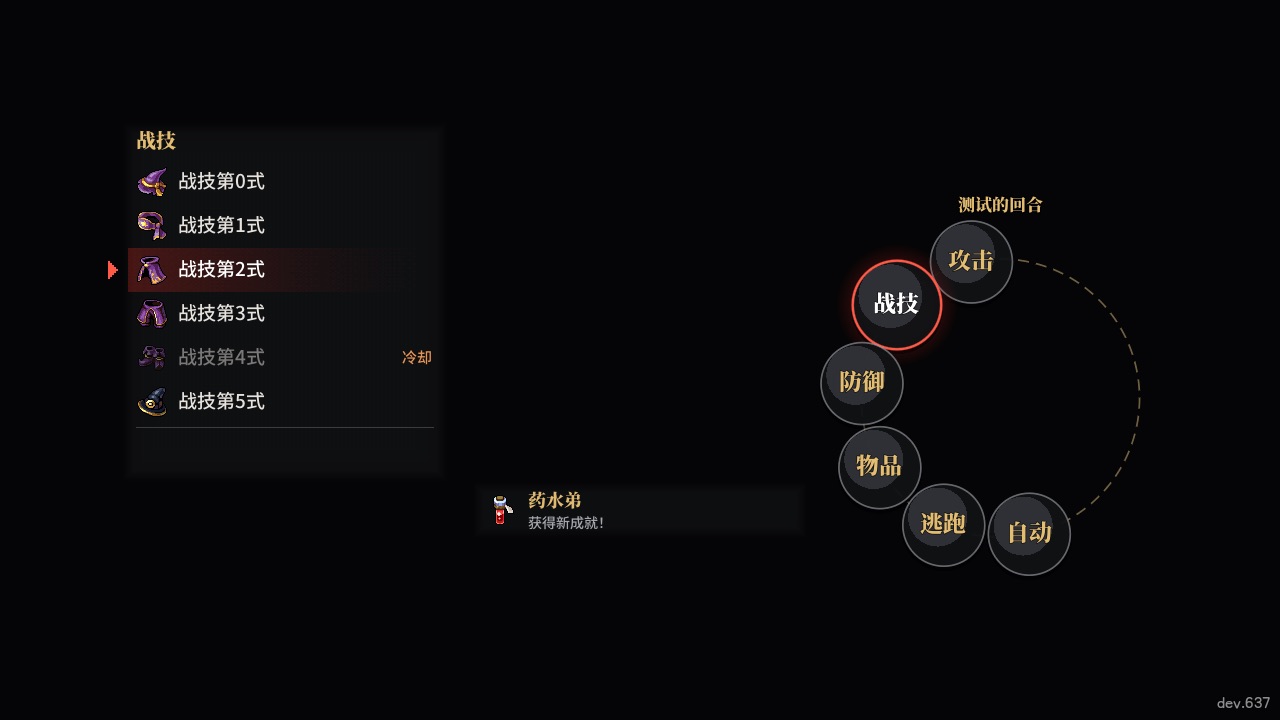 战技
战技第0式
战技第1式
战技第2式
战技第3式
战技第4式 冷却
战技第5式
药水弟
获得新成就！
测试的回合
攻击
战技
防御
物品
逃跑
自动
dev.637